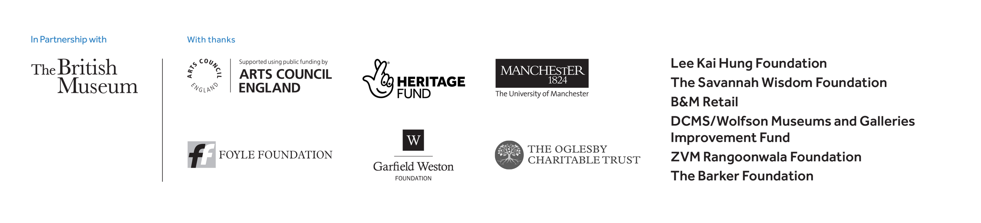 In Partnership with
The British
Museum
With thanks
ARTS COUNCIL
ENGLAND
Supported using public funding by
ARTS COUNCIL
ENGLAND
HERITAGE
FUND
MANCHESTER
1824
The University of Manchester
FOYLE FOUNDATION
W
Garfield Weston
FOUNDATION
THE OGLESBY
CHARITABLE TRUST
Lee Kai Hung Foundation
The Savannah Wisdom Foundation
B&M Retail
DCMS/Wolfson Museums and Galleries
Improvement Fund
ZVM Rangoonwala Foundation
The Barker Foundation